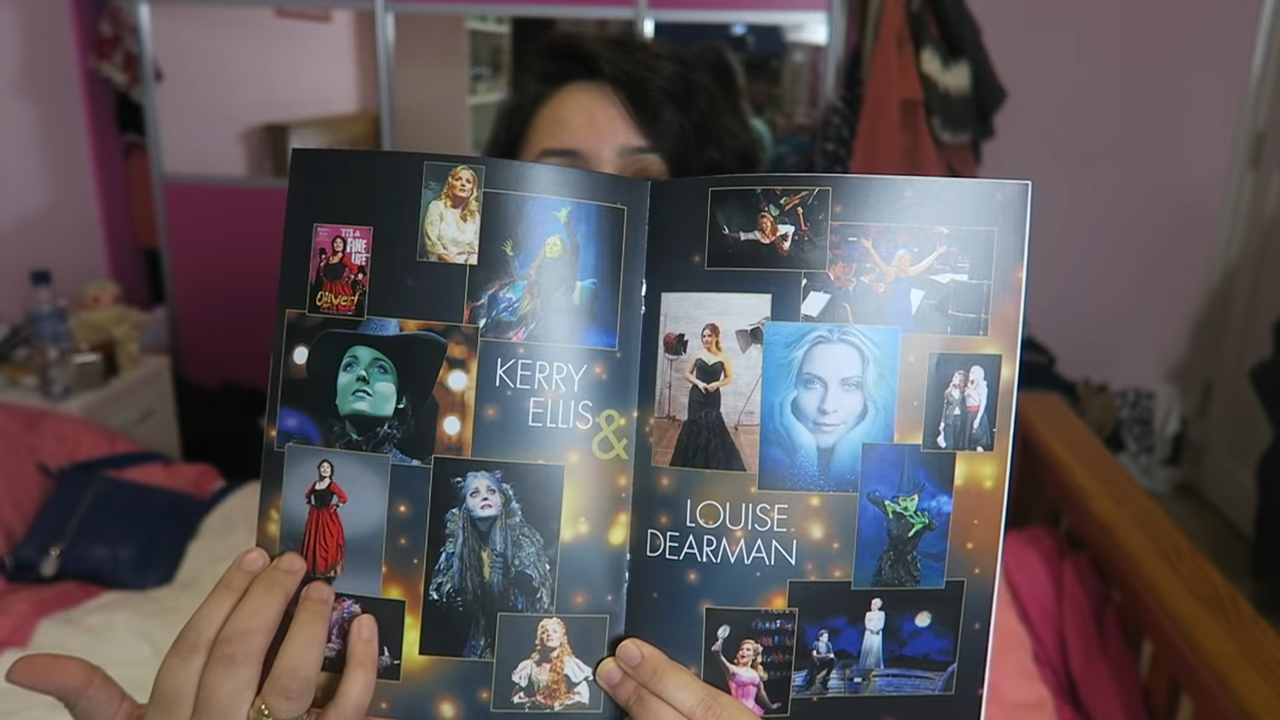 IT'S A
FINE
LIFE
Oliver!
KERRY
ELLIS
&
LOUISE
DEARMAN